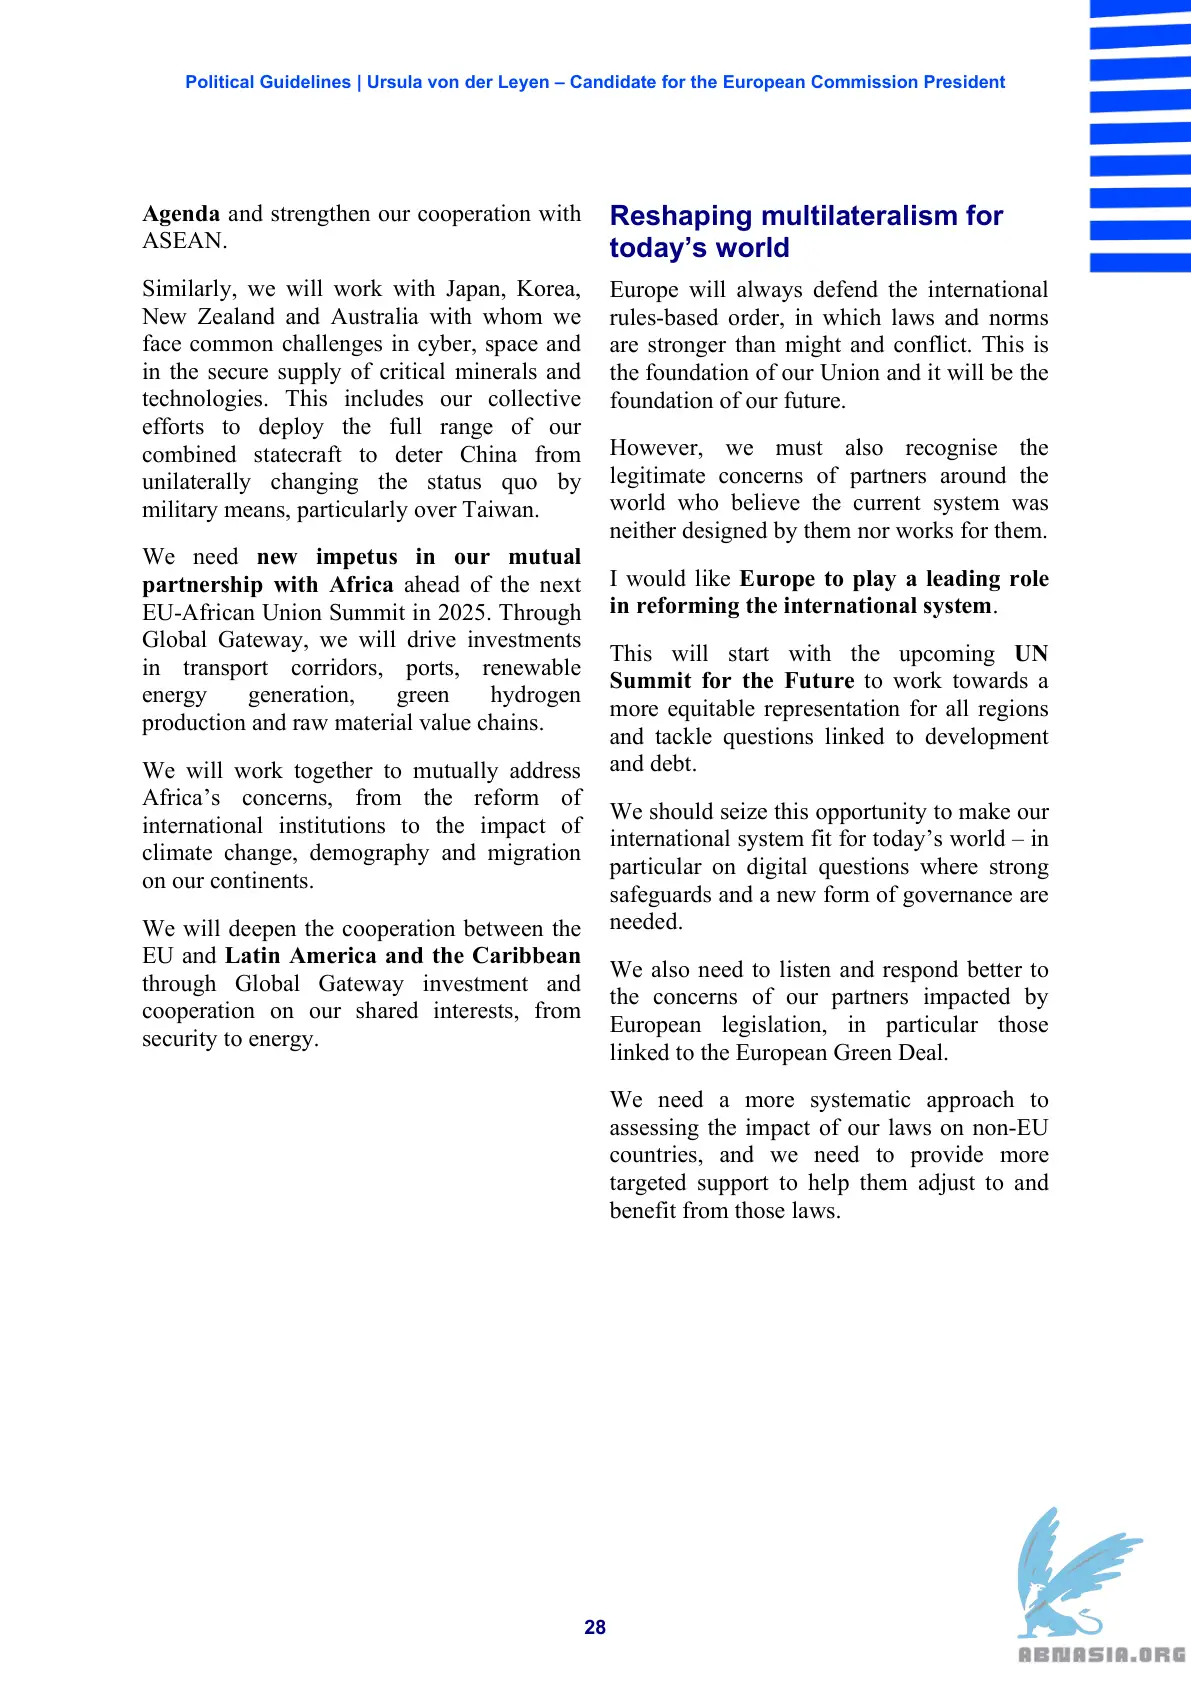 Political Guidelines | Ursula von der Leyen – Candidate for the European Commission President
Agenda and strengthen our cooperation with
ASEAN.
Similarly, we will work with Japan, Korea,
New Zealand and Australia with whom we
face common challenges in cyber, space and
in the secure supply of critical minerals and
technologies. This includes our collective
efforts to deploy the full range of our
combined statecraft to deter China from
unilaterally changing the status quo by
military means, particularly over Taiwan.
We need new impetus in our mutual
partnership with Africa ahead of the next
EU-African Union Summit in 2025. Through
Global Gateway, we will drive investments
in transport corridors, ports, renewable
energy generation, green hydrogen
production and raw material value chains.
We will work together to mutually address
Africa’s concerns, from the reform of
international institutions to the impact of
climate change, demography and migration
on our continents.
We will deepen the cooperation between the
EU and Latin America and the Caribbean
through Global Gateway investment and
cooperation on our shared interests, from
security to energy.
Reshaping multilateralism for
today’s world
Europe will always defend the international
rules-based order, in which laws and norms
are stronger than might and conflict. This is
the foundation of our Union and it will be the
foundation of our future.
However, we must also recognise the
legitimate concerns of partners around the
world who believe the current system was
neither designed by them nor works for them.
I would like Europe to play a leading role
in reforming the international system.
This will start with the upcoming UN
Summit for the Future to work towards a
more equitable representation for all regions
and tackle questions linked to development
and debt.
We should seize this opportunity to make our
international system fit for today’s world – in
particular on digital questions where strong
safeguards and a new form of governance are
needed.
We also need to listen and respond better to
the concerns of our partners impacted by
European legislation, in particular those
linked to the European Green Deal.
We need a more systematic approach to
assessing the impact of our laws on non-EU
countries, and we need to provide more
targeted support to help them adjust to and
benefit from those laws.
28
ABNASIA.ORG